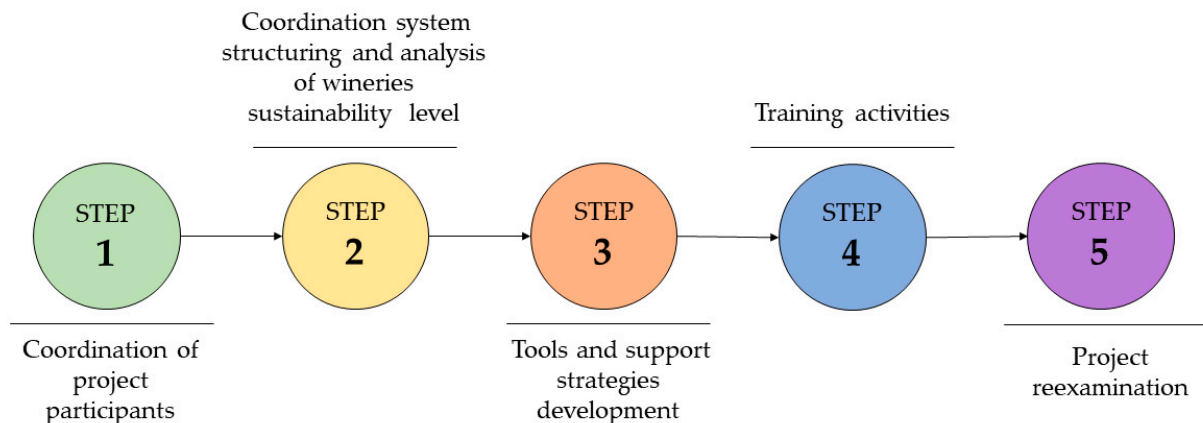 Coordination system
structuring and analysis
of wineries
sustainability level
Training activities
STEP
1
STEP
2
STEP
3
STEP
4
STEP
5
Coordination of
project
participants
Tools and support
strategies
development
Project
reexamination